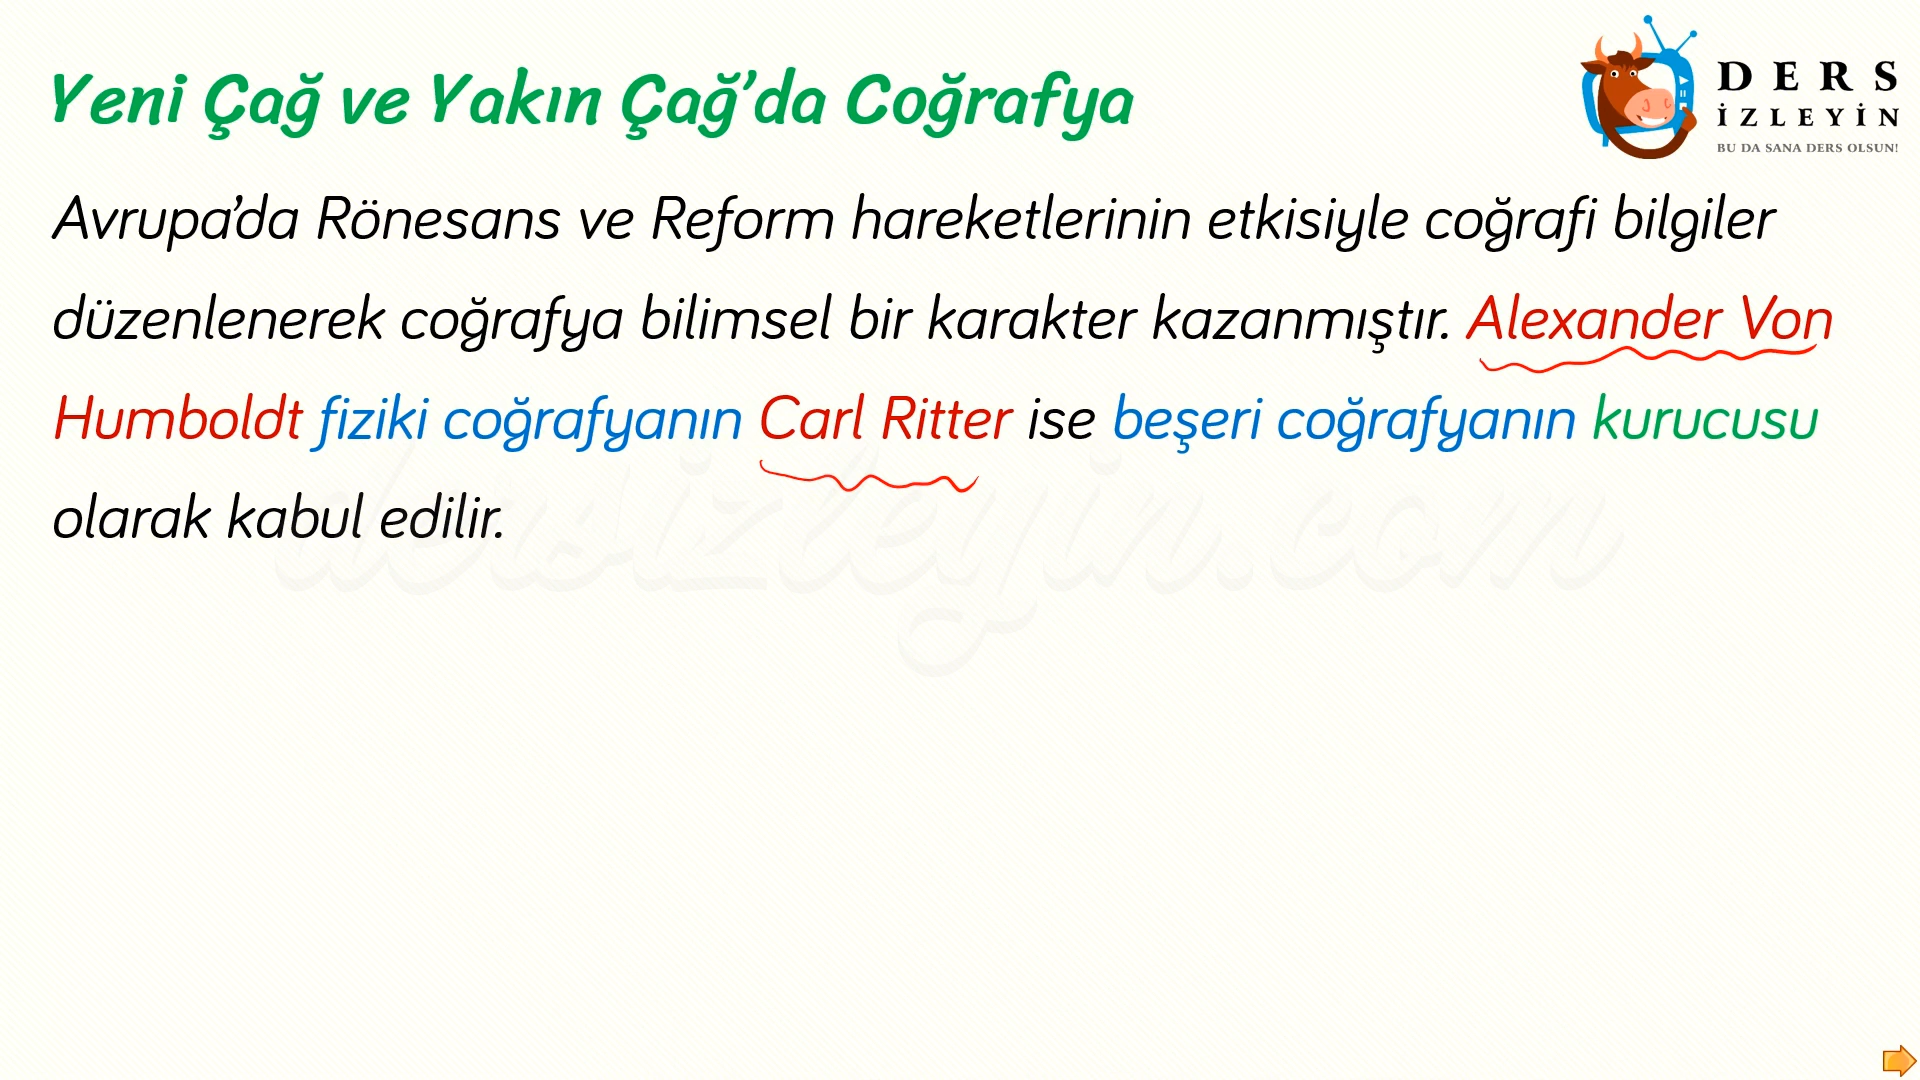 Yeni Çağ ve Yakın Çağ'da Coğrafya
DERS
İZLEYİN
BU DA SANA DERS OLSUN!
Avrupa'da Rönesans ve Reform hareketlerinin etkisiyle coğrafi bilgiler
düzenlenerek coğrafya bilimsel bir karakter kazanmıştır. Alexander Von
Humboldt fiziki coğrafyanın Carl Ritter ise beşeri coğrafyanın kurucusu
olarak kabul edilir.
dersizleyin.com